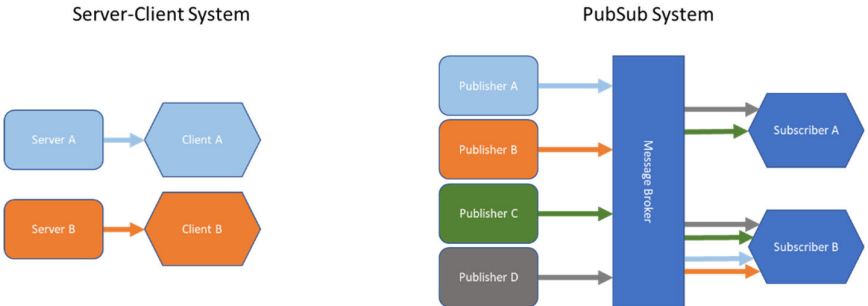 Server-Client System
PubSub System
Server A
Client A
Server B
Client B
Publisher A
Publisher B
Publisher C
Publisher D
Message Broker
Subscriber A
Subscriber B